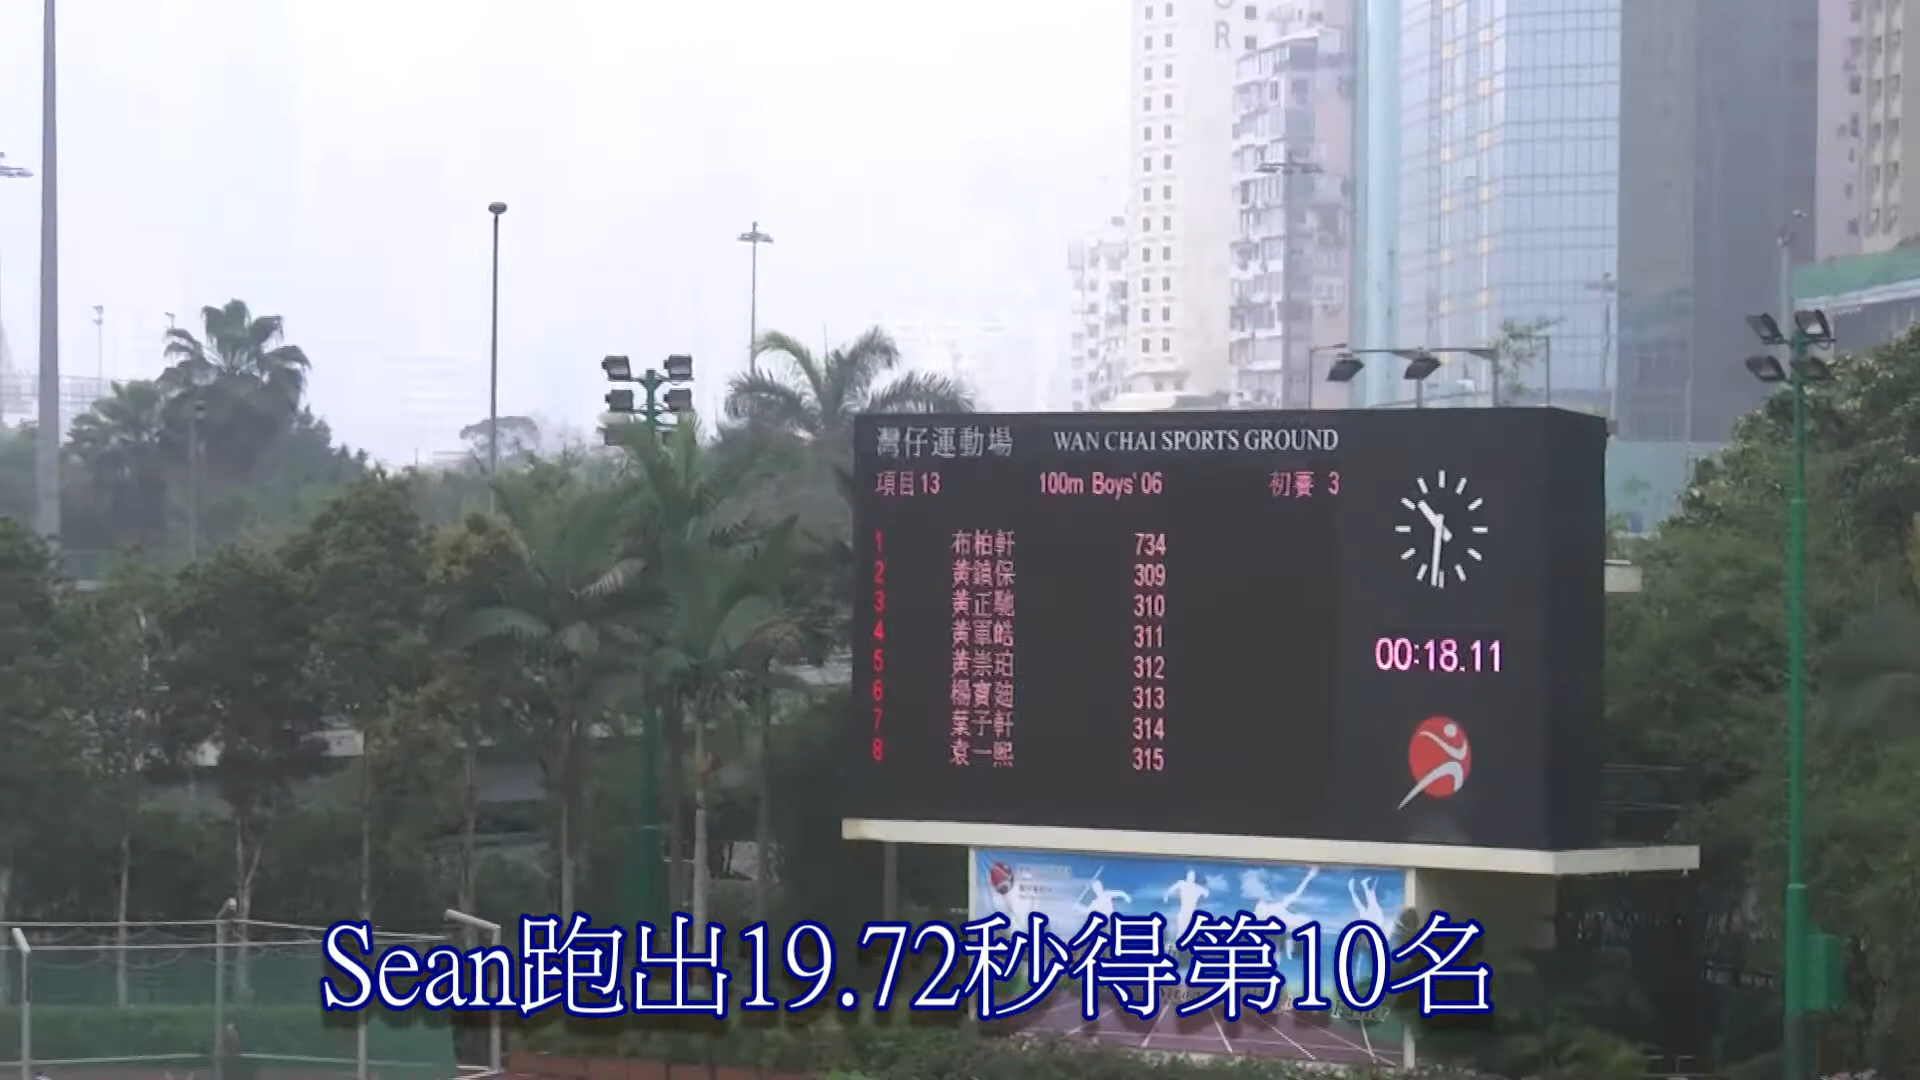 灣仔運動場 WAN CHAI SPORTS GROUND
項目13 100m Boys' 06 初賽 3
1 布柏軒 734
2 黃鎮保 309
3 黃正馳 310
4 黃軍皓 311
5 黃崇珀 312
6 楊寶迪 313
7 葉子軒 314
8 袁一熙 315
00:18.11
Sean跑出19.72秒得第10名